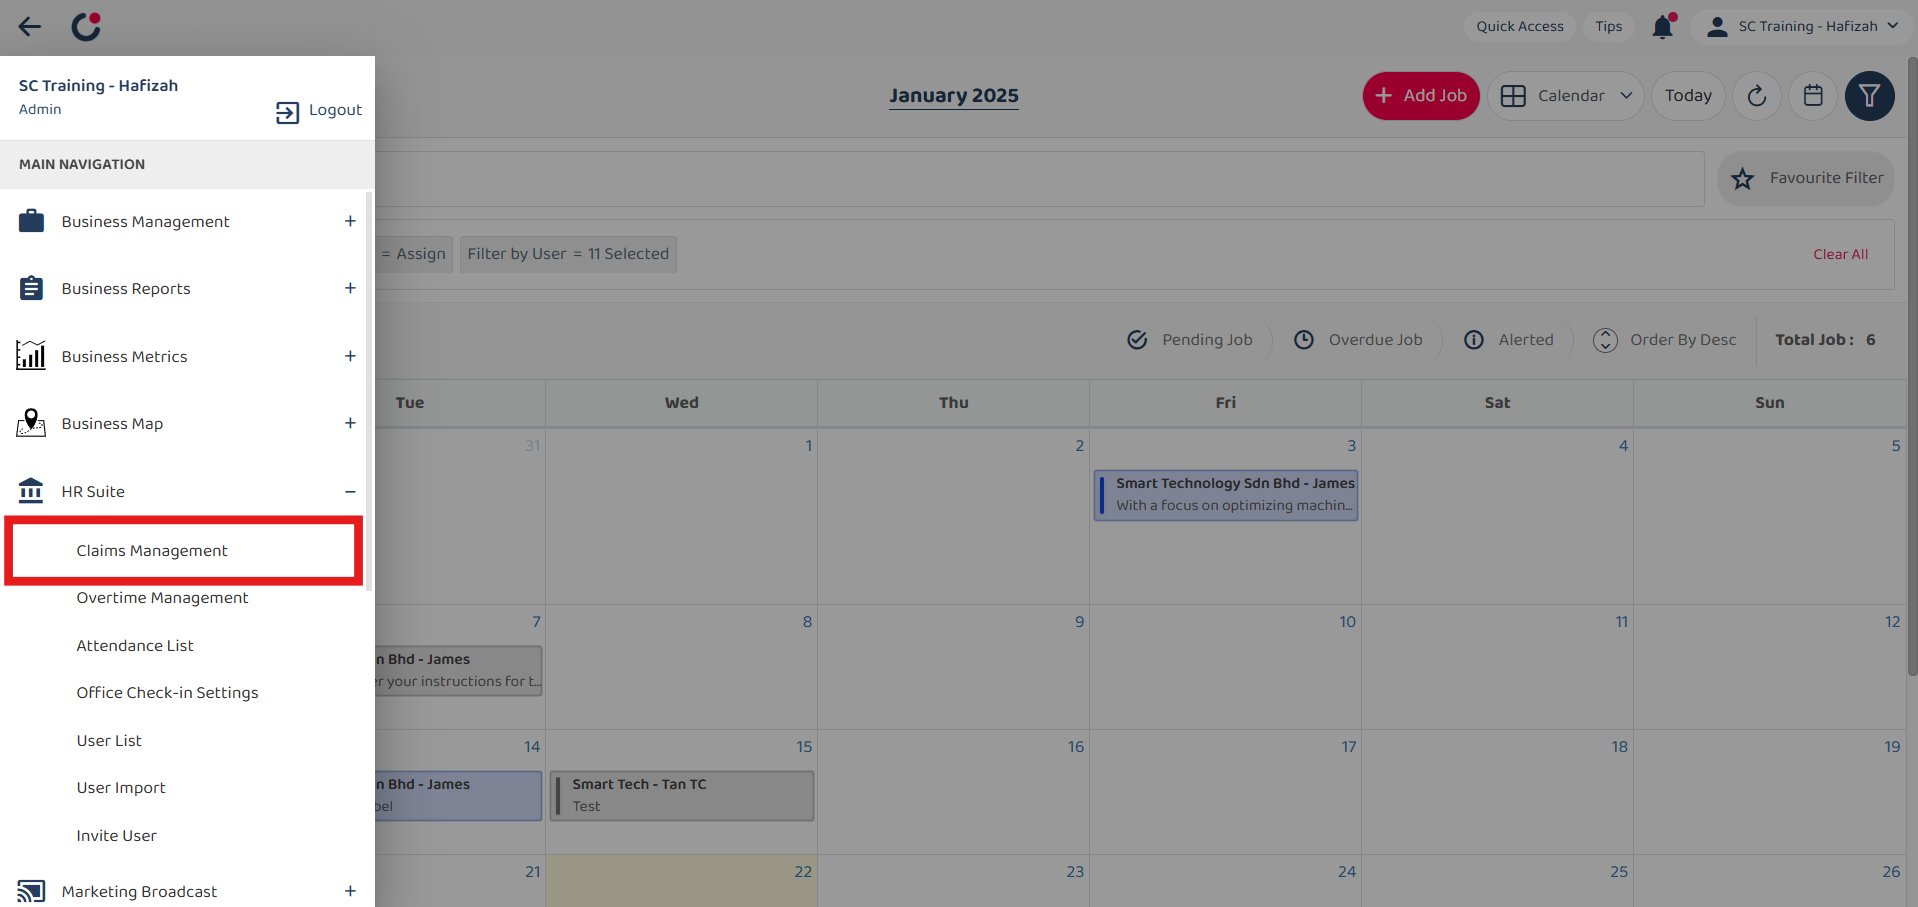 Quick Access
Tips
SC Training - Hafizah
SC Training - Hafizah
Admin
Logout
MAIN NAVIGATION
Business Management
Business Reports
Business Metrics
Business Map
HR Suite
Claims Management
Overtime Management
Attendance List
Office Check-in Settings
User List
User Import
Invite User
Marketing Broadcast
January 2025
Add Job
Calendar
Today
Favourite Filter
= Assign
Filter by User = 11 Selected
Clear All
Pending Job
Overdue Job
Alerted
Order By Desc
Total Job : 6
Tue Wed Thu Fri Sat Sun
31 1 2 3 4 5
Smart Technology Sdn Bhd - James
With a focus on optimizing machin...
7 8 9 10 11 12
n Bhd - James
er your instructions for t...
14 15 16 17 18 19
n Bhd - James
bel
Smart Tech - Tan TC
Test
21 22 23 24 25 26